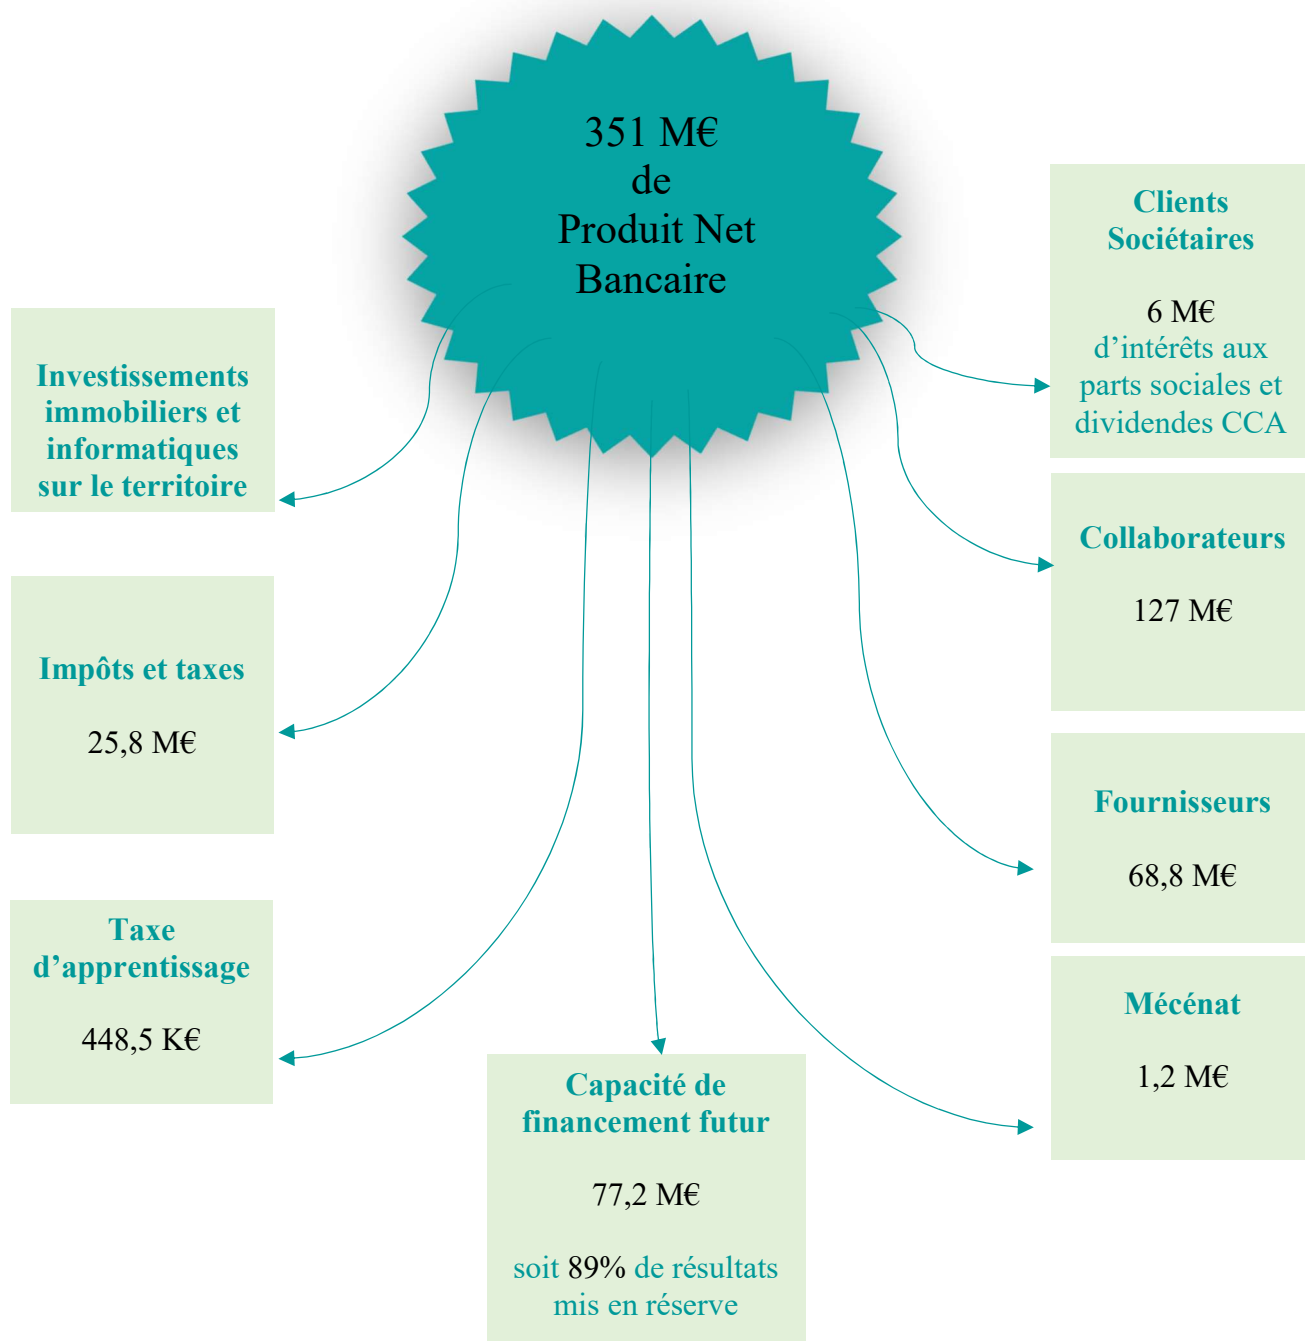 351 M€
de
Produit Net
Bancaire
Clients
Sociétaires
6 M€
d’intérêts aux
parts sociales et
dividendes CCA
Investissements
immobiliers et
informatiques
sur le territoire
Collaborateurs
127 M€
Impôts et taxes
25,8 M€
Fournisseurs
68,8 M€
Taxe
d’apprentissage
448,5 K€
Mécénat
1,2 M€
Capacité de
financement futur
77,2 M€
soit 89% de résultats
mis en réserve